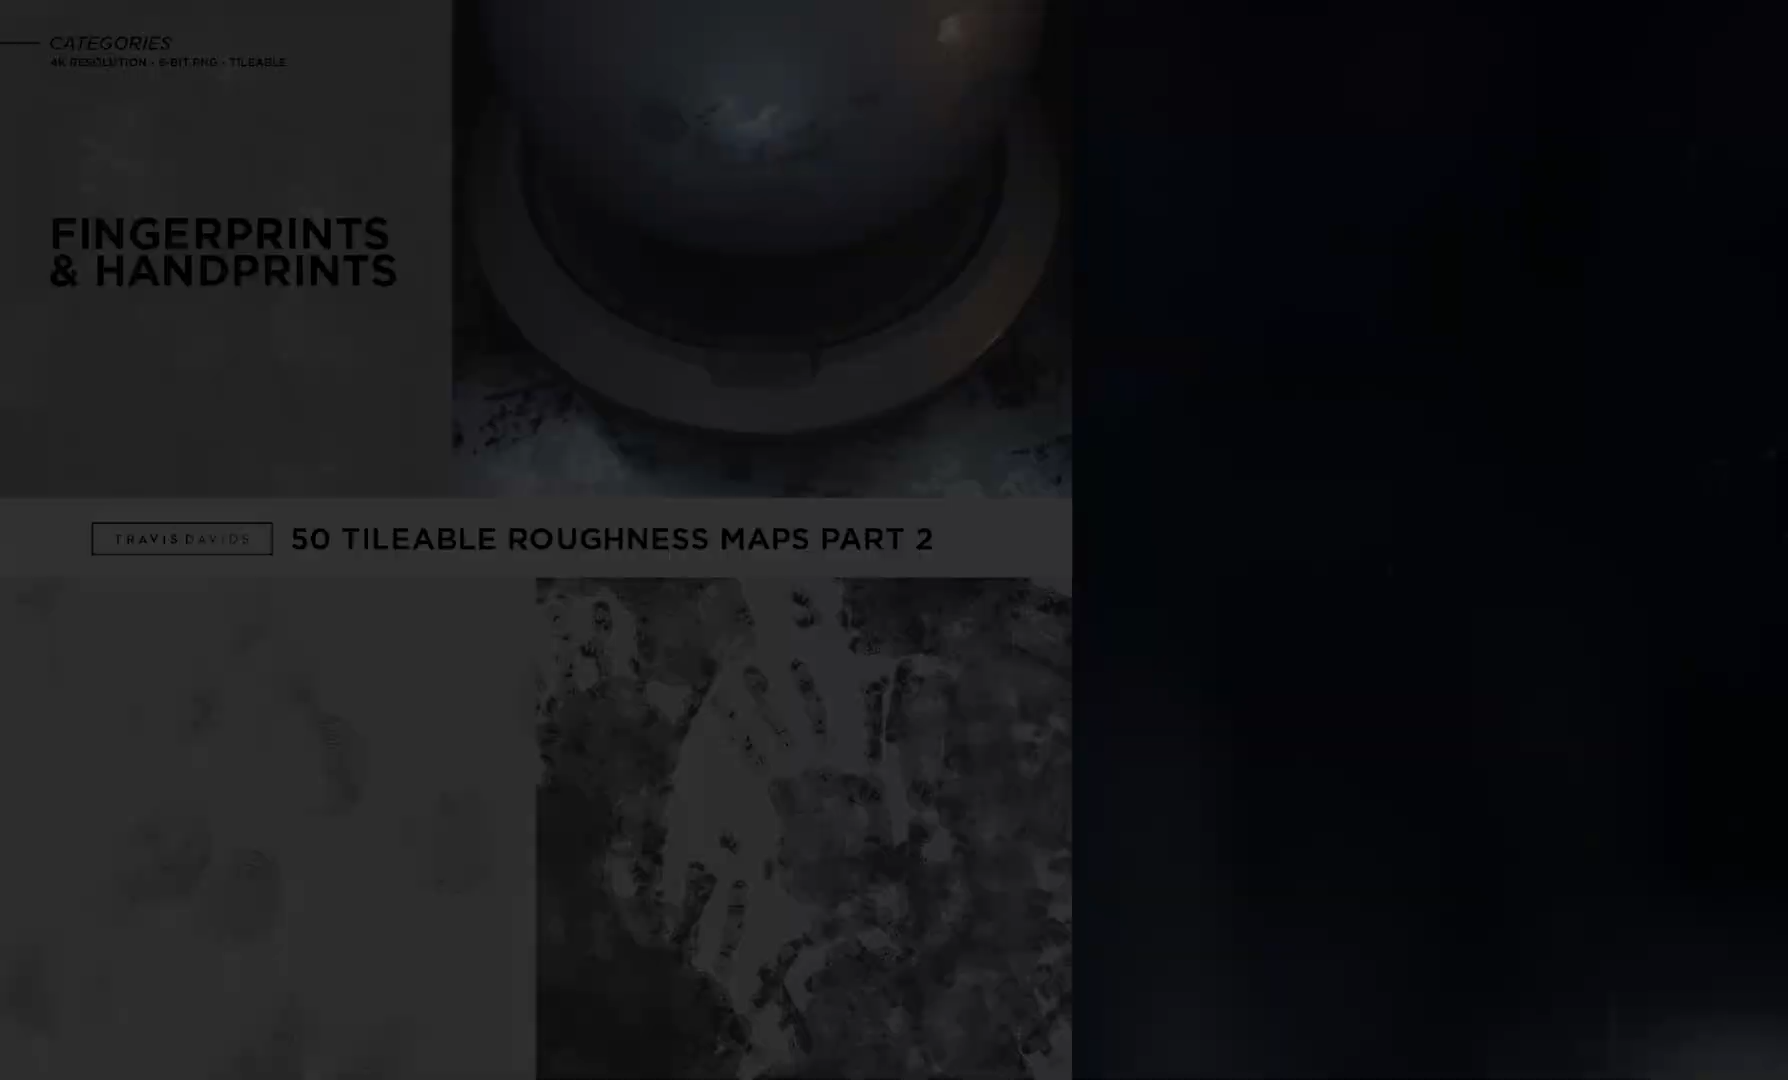 CATEGORIES
4K RESOLUTION • 8-BIT PNG • TILEABLE
FINGERPRINTS
& HANDPRINTS
TRAVIS DAVIDS
50 TILEABLE ROUGHNESS MAPS PART 2